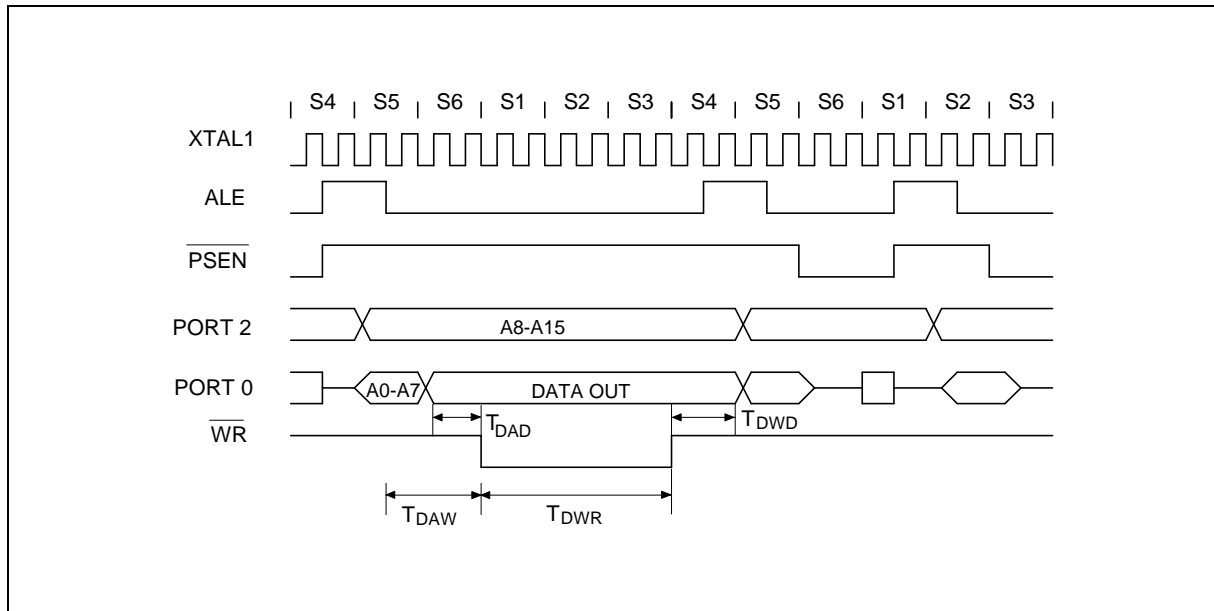 S4 S5 S6 S1 S2 S3 S4 S5 S6 S1 S2 S3
XTAL1
ALE
PSEN
PORT 2 A8-A15
PORT 0 A0-A7 DATA OUT
TDAD TDWD
WR
TDAW TDWR